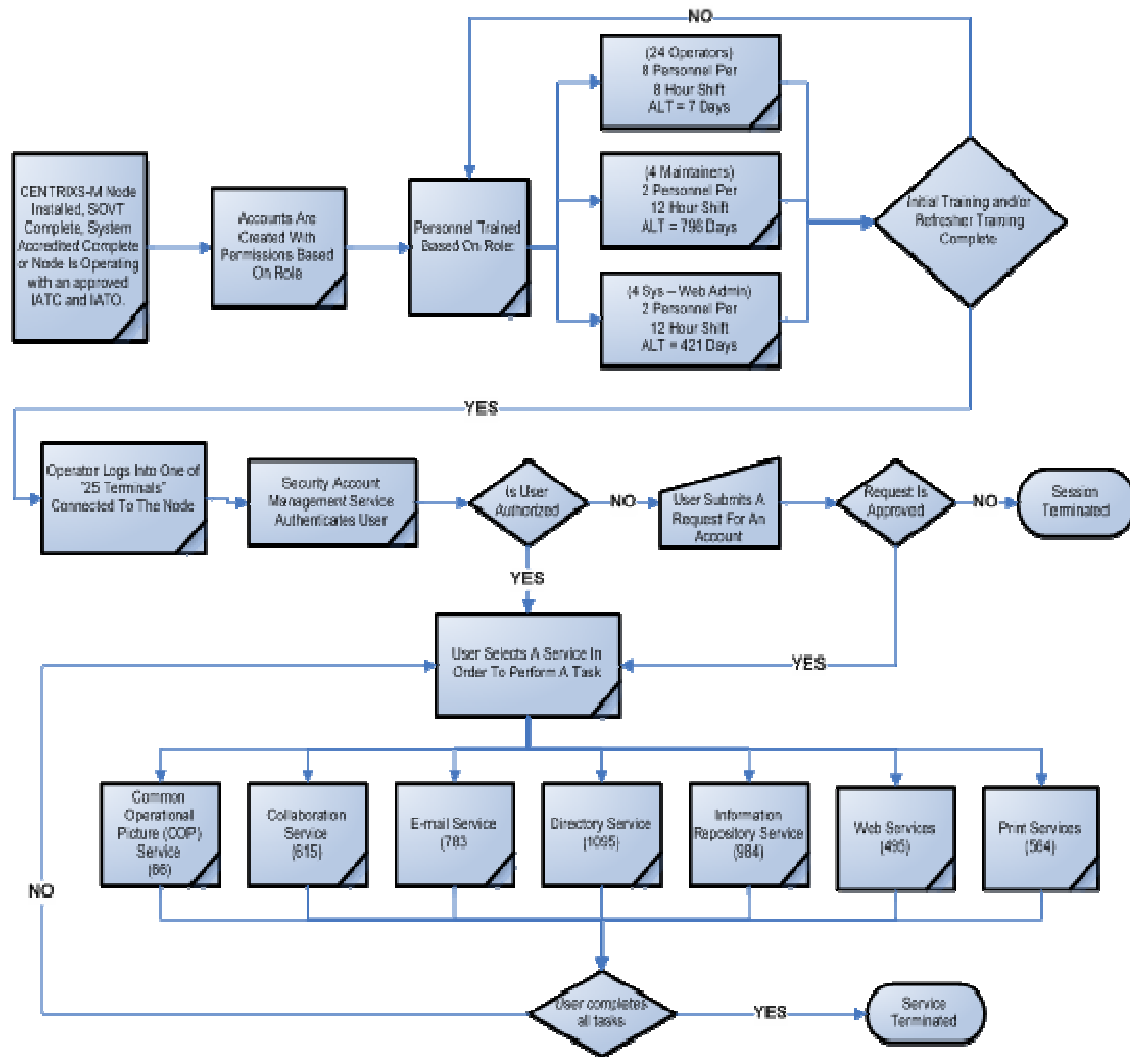 NO
(24 Operators)
8 Personnel Per
8 Hour Shift
ALT = 7 Days
CENTRIXS-M Node
Installed, SIOVT
Complete, System
Accredited Complete
or Node Is Operating
with an approved
IATC and IATO.
Accounts Are
Created With
Permissions Based
On Role
Personnel Trained
Based On Role:
(4 Maintainers)
2 Personnel Per
12 Hour Shift
ALT = 798 Days
(4 Sys – Web Admin)
2 Personnel Per
12 Hour Shift
ALT = 421 Days
Initial Training and/or
Refresher Training
Complete
YES
Operator Logs Into One of
"25 Terminals"
Connected To The Node
Security Account
Management Service
Authenticates User
Is User
Authorized
NO
User Submits A
Request For An
Account
Request Is
Approved
NO
Session
Terminated
YES
YES
User Selects A Service In
Order To Perform A Task
Common
Operational
Picture (COP)
Service
(66)
Collaboration
Service
(615)
E-mail Service
(783
Directory Service
(1095)
Information
Repository Service
(984)
Web Services
(495)
Print Services
(564)
NO
User completes
all tasks
YES
Service
Terminated